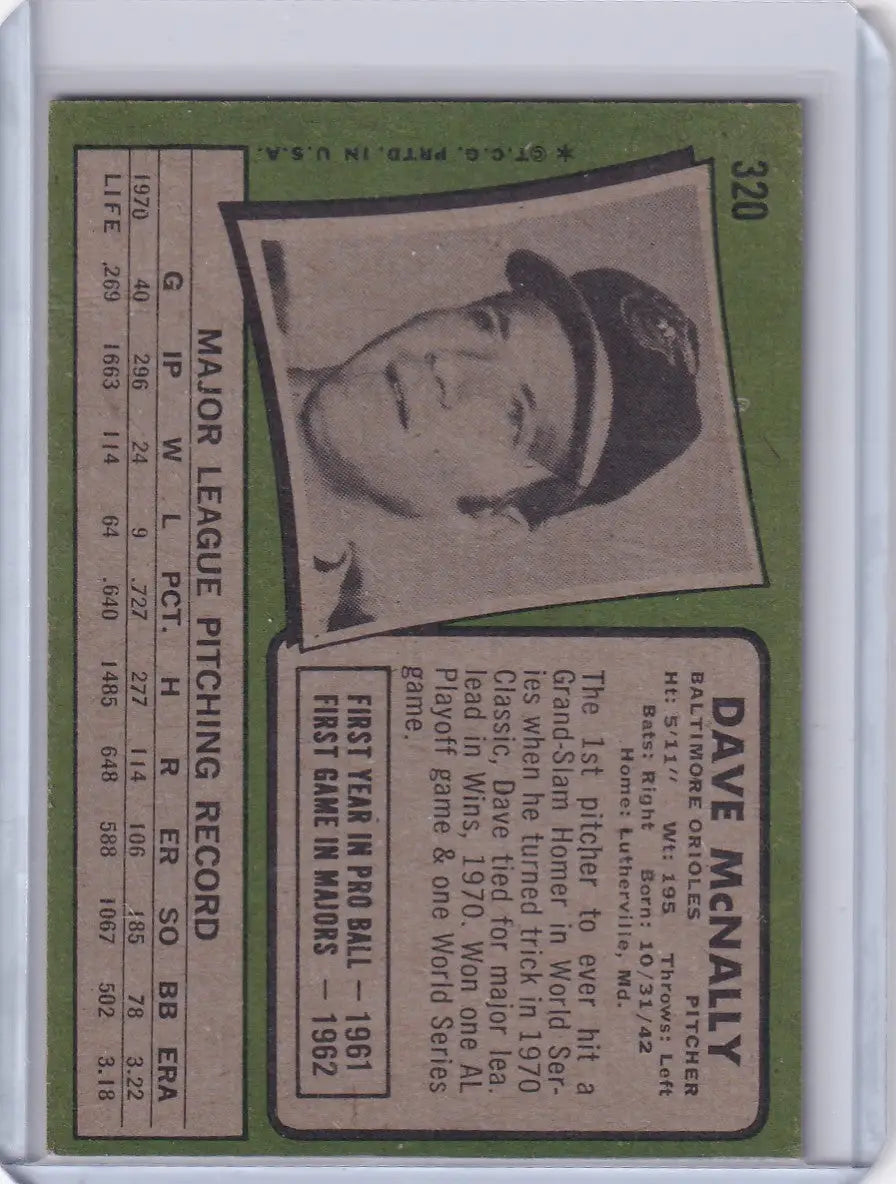 320
* © T.C.G. PRTD. IN U.S.A.
DAVE McNALLY
BALTIMORE ORIOLES PITCHER
Ht: 5'11" Wt: 195 Throws: Left
Bats: Right Born: 10/31/42
Home: Lutherville, Md.
The 1st pitcher to ever hit a
Grand-Slam Homer in World Ser-
ies when he turned trick in 1970
Classic, Dave tied for major lea.
lead in Wins, 1970. Won one AL
Playoff game & one World Series
game.
FIRST YEAR IN PRO BALL — 1961
FIRST GAME IN MAJORS — 1962
MAJOR LEAGUE PITCHING RECORD
G IP W L PCT. H R ER SO BB ERA
1970 40 296 24 9 .727 277 114 106 185 78 3.22
LIFE 269 1663 114 64 .640 1485 648 588 1067 502 3.18